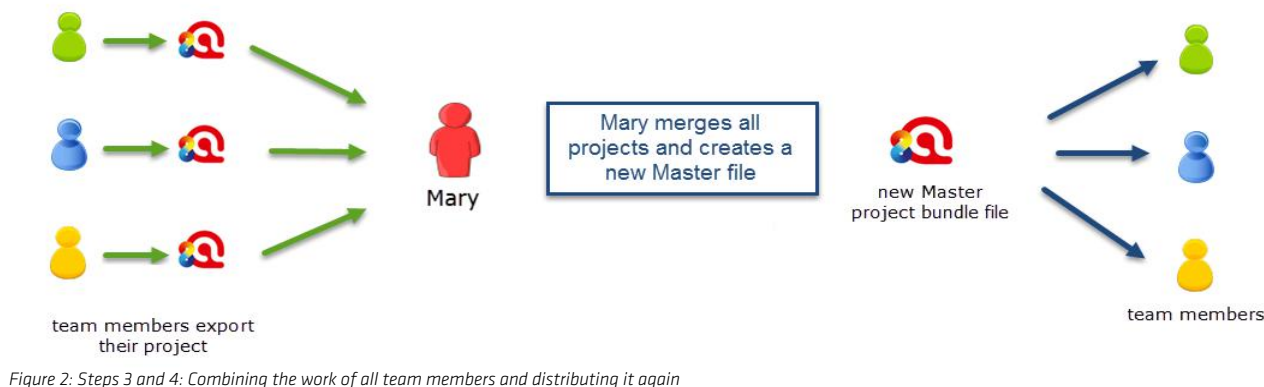 Mary
Mary merges all
projects and creates a
new Master file
new Master
project bundle file
team members export
their project
team members
Figure 2: Steps 3 and 4: Combining the work of all team members and distributing it again